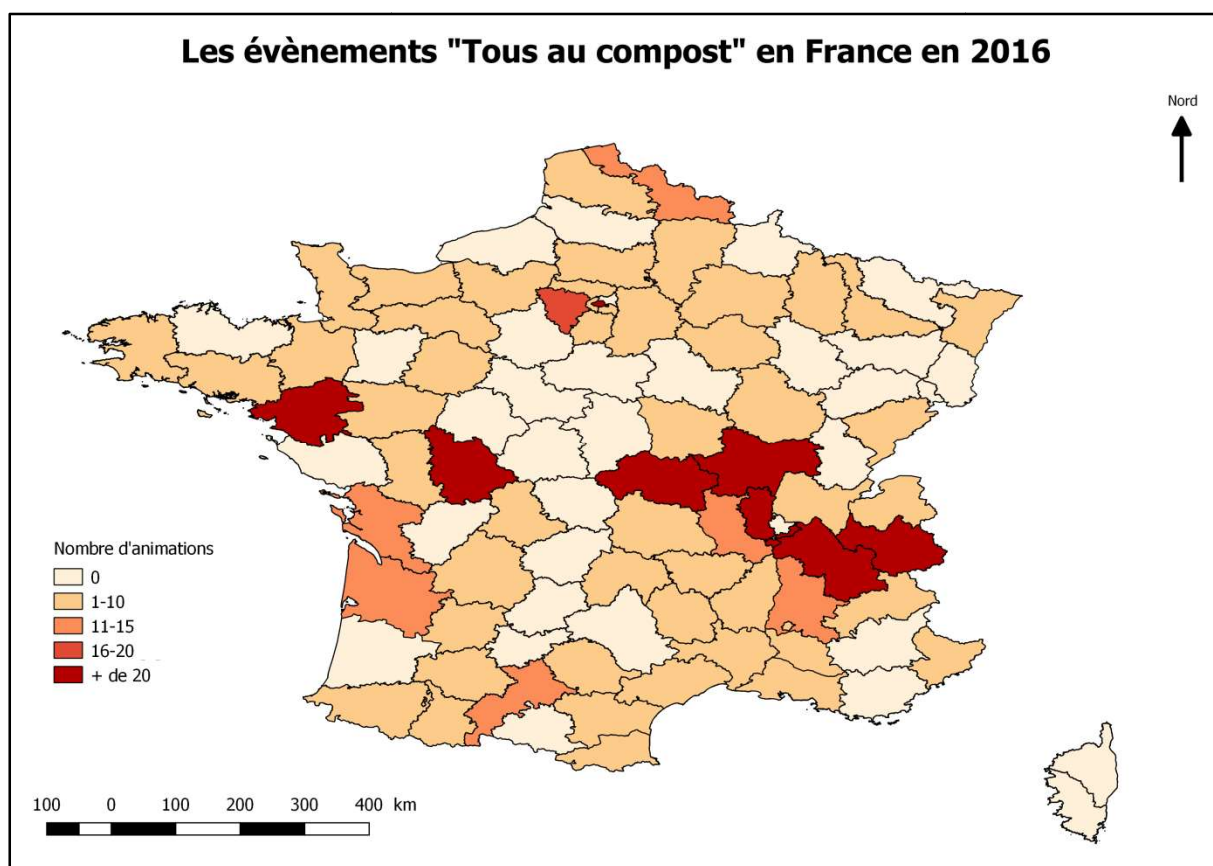 Les évènements "Tous au compost" en France en 2016
Nord
Nombre d'animations
0
1-10
11-15
16-20
+ de 20
100 0 100 200 300 400 km